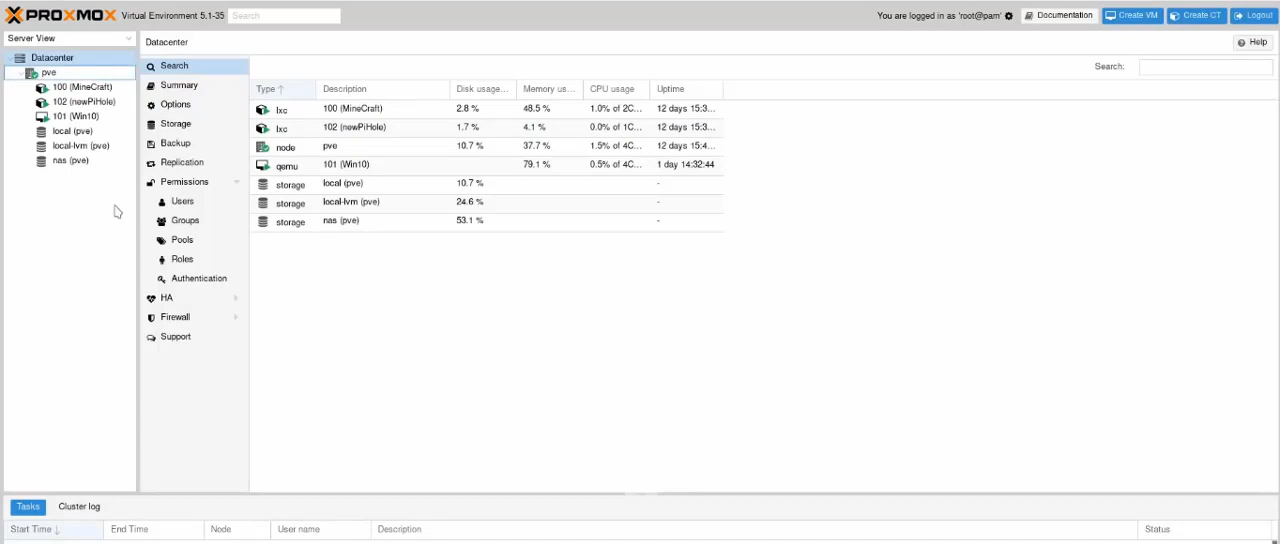 PROXMOX Virtual Environment 5.1-35 Search You are logged in as 'root@pam' Documentation Create VM Create CT Logout
Server View
Datacenter
pve
100 (MineCraft)
102 (newPiHole)
101 (Win10)
local (pve)
local-lvm (pve)
nas (pve)
Datacenter Help
Search
Summary
Options
Storage
Backup
Replication
Permissions
Users
Groups
Pools
Roles
Authentication
HA
Firewall
Support
Search:
Type Description Disk usage... Memory us... CPU usage Uptime
lxc 100 (MineCraft) 2.8 % 48.5 % 1.0% of 2C... 12 days 15:3...
lxc 102 (newPiHole) 1.7 % 4.1 % 0.0% of 1C... 12 days 15:3...
node pve 10.7 % 37.7 % 1.5% of 4C... 12 days 15:4...
qemu 101 (Win10) 79.1 % 0.5% of 4C... 1 day 14:32:44
storage local (pve) 10.7 % -
storage local-lvm (pve) 24.6 % -
storage nas (pve) 53.1 % -
Tasks Cluster log
Start Time End Time Node User name Description Status